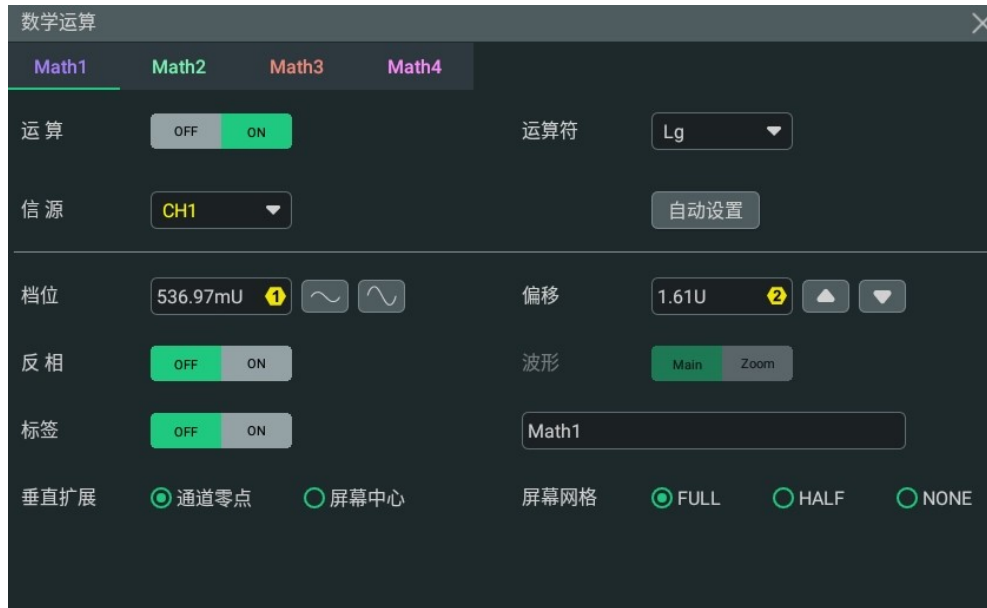 数学运算
Math1 Math2 Math3 Math4
运算 OFF ON 运算符 Lg
信源 CH1 自动设置
档位 536.97mU 1 偏移 1.61U 2
反相 OFF ON 波形 Main Zoom
标签 OFF ON Math1
垂直扩展 通道零点 屏幕中心 屏幕网格 FULL HALF NONE